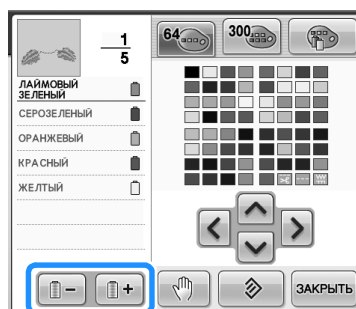 1
5
64
300
ЛАЙМОВЫЙ
ЗЕЛЕНЫЙ
СЕРОЗЕЛЕНЫЙ
ОРАНЖЕВЫЙ
КРАСНЫЙ
ЖЕЛТЫЙ
- +
ЗАКРЫТЬ